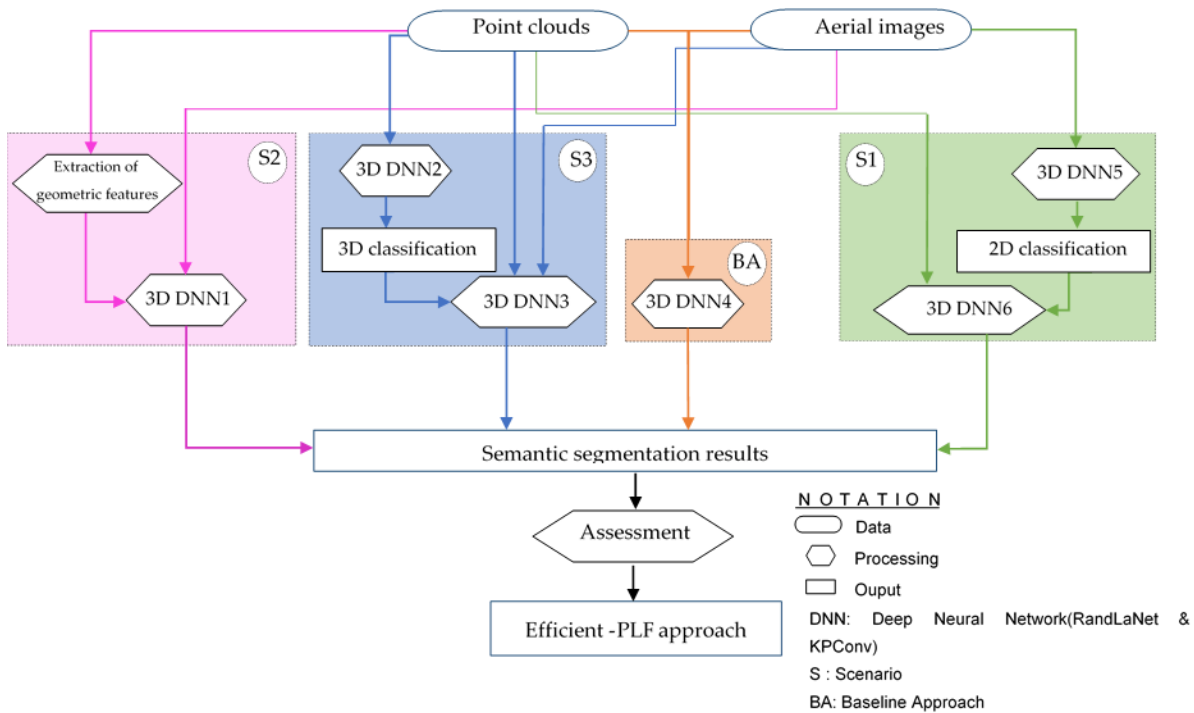 Point clouds
Aerial images
S2
Extraction of
geometric features
3D DNN1
S3
3D DNN2
3D classification
3D DNN3
BA
3D DNN4
S1
3D DNN5
2D classification
3D DNN6
Semantic segmentation results
Assessment
Efficient -PLF approach
NOTATION
Data
Processing
Ouput
DNN: Deep Neural Network(RandLaNet &
KPConv)
S : Scenario
BA: Baseline Approach